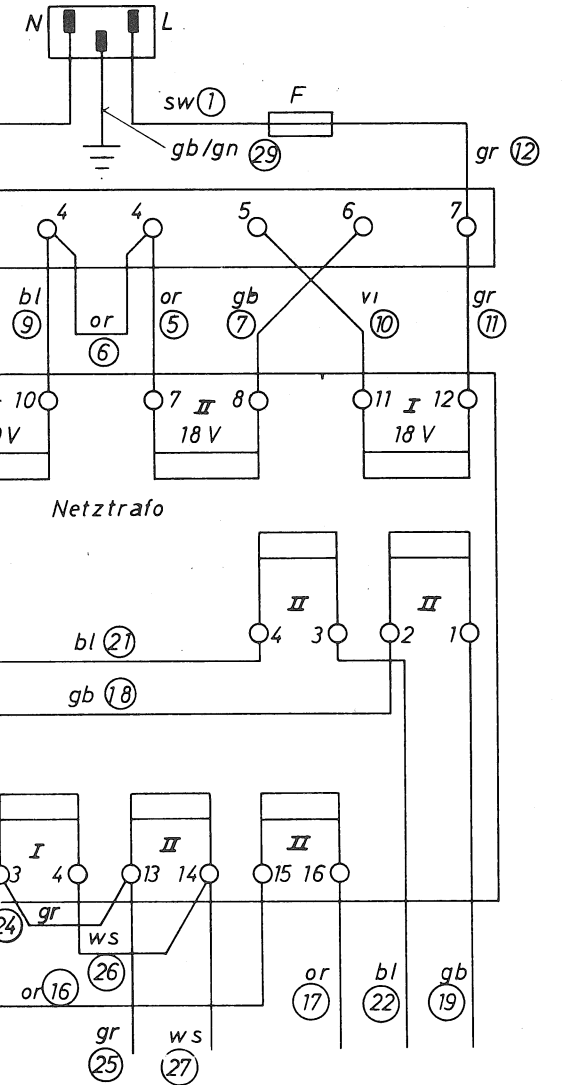 N L
sw 1 F
gb/gn 29 gr 12
4 4 5 6 7
bl or gb vi gr
9 or 5 7 10 11
6
10 7 II 8 11 I 12
V 18 V 18 V
Netztrafo
II II
4 3 2 1
bl 21
gb 18
I II II
3 4 13 14 15 16
24 gr
ws
26 or bl gb
or 16 17 22 19
gr ws
25 27